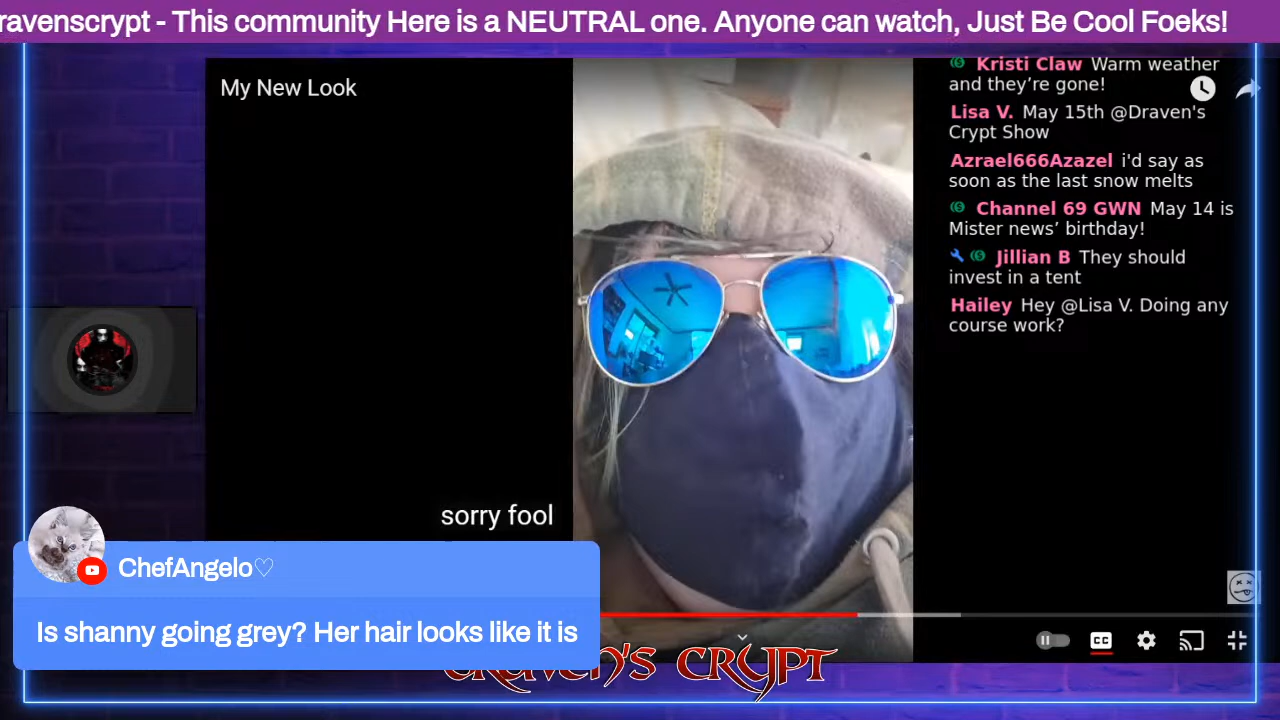 ravenscrypt - This community Here is a NEUTRAL one. Anyone can watch, Just Be Cool Foeks!
My New Look
Kristi Claw Warm weather
and they’re gone!
Lisa V. May 15th @Draven's
Crypt Show
Azrael666Azazel i'd say as
soon as the last snow melts
Channel 69 GWN May 14 is
Mister news’ birthday!
Jillian B They should
invest in a tent
Hailey Hey @Lisa V. Doing any
course work?
sorry fool
ChefAngelo♡
Is shanny going grey? Her hair looks like it is
CC
DRAVEN'S CRYPT